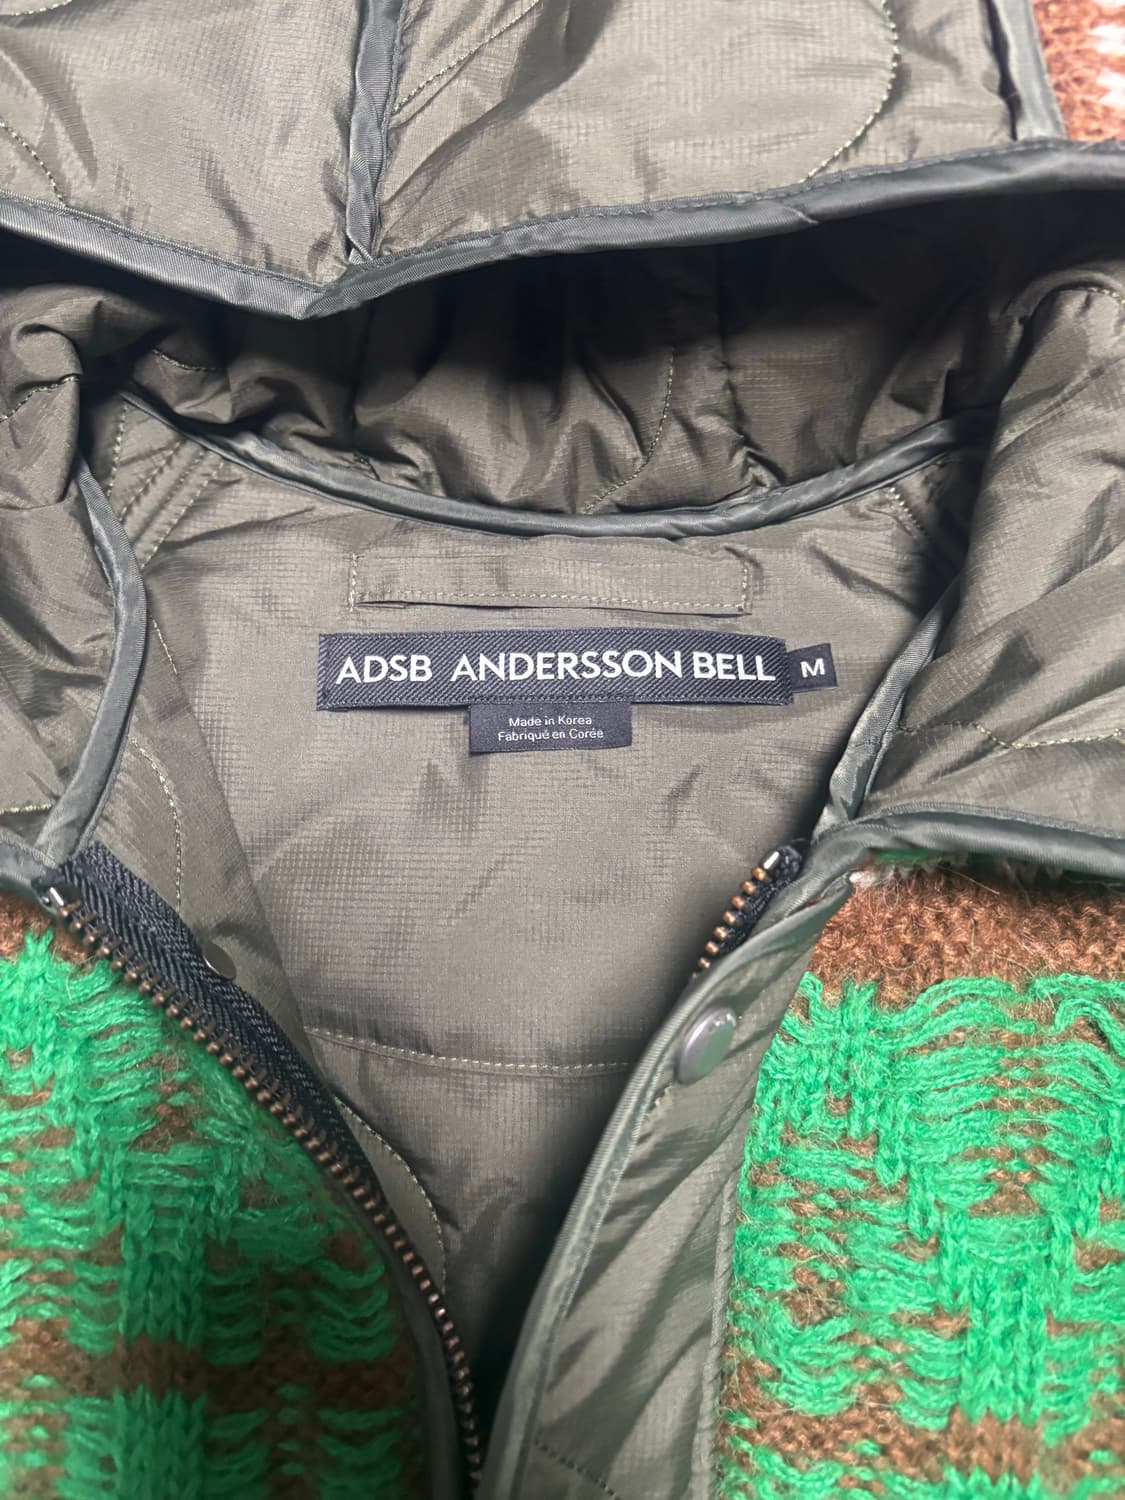 ADSB ANDERSSON BELL M
Made in Korea
Fabriqué en Corée